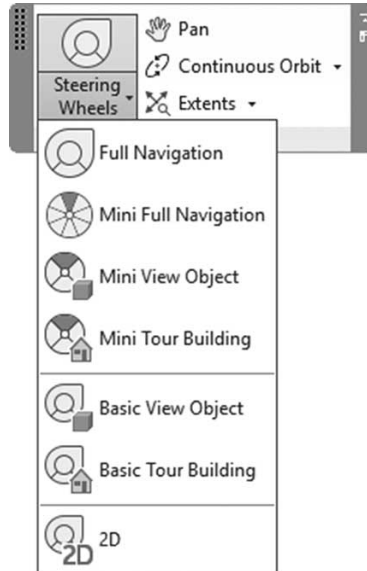 Pan
Steering
Wheels
Continuous Orbit
Extents
Full Navigation
Mini Full Navigation
Mini View Object
Mini Tour Building
Basic View Object
Basic Tour Building
2D 2D